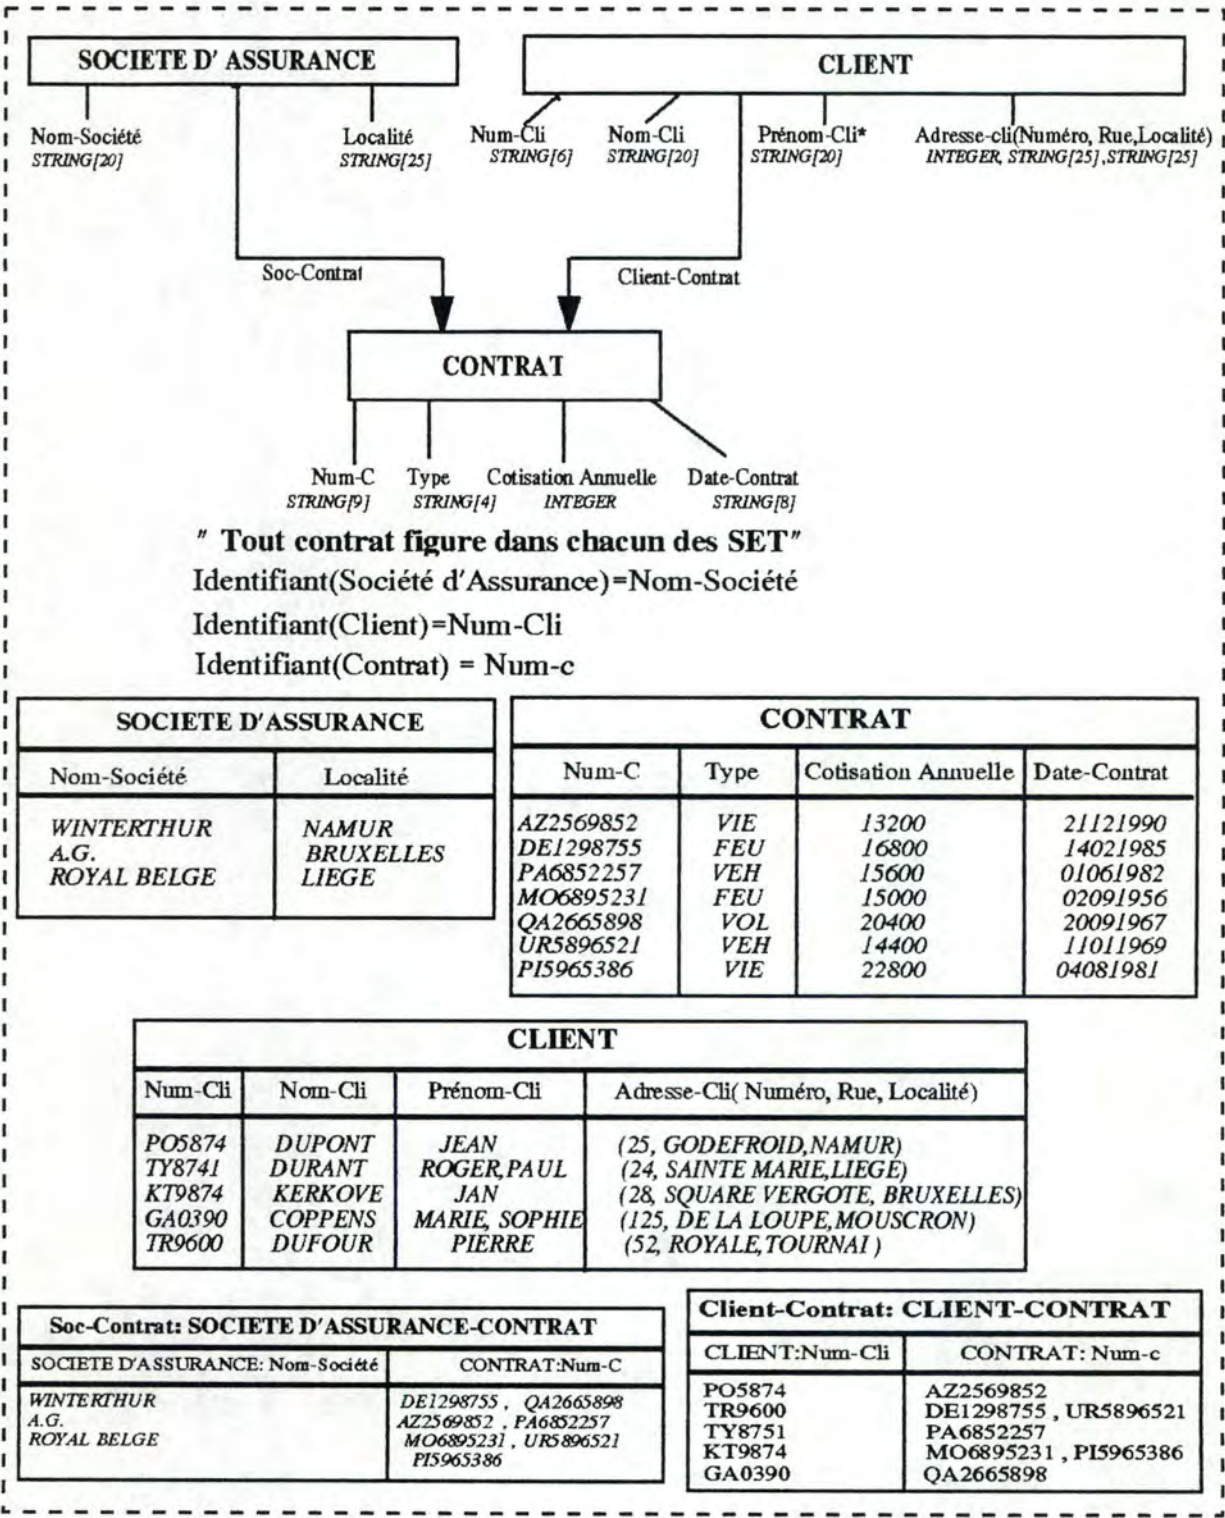 SOCIETE D' ASSURANCE
CLIENT
Nom-Société
STRING[20]
Localité
STRING[25]
Num-Cli
STRING[6]
Nom-Cli
STRING[20]
Prénom-Cli*
STRING[20]
Adresse-cli(Numéro, Rue,Localité)
INTEGER, STRING[25],STRING[25]
Soc-Contrat
Client-Contrat
CONTRAT
Num-C
STRING[9]
Type
STRING[4]
Cotisation Annuelle
INTEGER
Date-Contrat
STRING[8]
" Tout contrat figure dans chacun des SET"
Identifiant(Société d'Assurance)=Nom-Société
Identifiant(Client)=Num-Cli
Identifiant(Contrat) = Num-c
SOCIETE D'ASSURANCE
Nom-Société Localité
WINTERTHUR NAMUR
A.G. BRUXELLES
ROYAL BELGE LIEGE
CONTRAT
Num-C Type Cotisation Annuelle Date-Contrat
AZ2569852 VIE 13200 21121990
DE1298755 FEU 16800 14021985
PA6852257 VEH 15600 01061982
MO6895231 FEU 15000 02091956
QA2665898 VOL 20400 20091967
UR5896521 VEH 14400 11011969
PI5965386 VIE 22800 04081981
CLIENT
Num-Cli Nom-Cli Prénom-Cli Adresse-Cli( Numéro, Rue, Localité)
PO5874 DUPONT JEAN (25, GODEFROID,NAMUR)
TY8741 DURANT ROGER,PAUL (24, SAINTE MARIE,LIEGE)
KT9874 KERKOVE JAN (28, SQUARE VERGOTE, BRUXELLES)
GA0390 COPPENS MARIE, SOPHIE (125, DE LA LOUPE,MOUSCRON)
TR9600 DUFOUR PIERRE (52, ROYALE,TOURNAI )
Soc-Contrat: SOCIETE D'ASSURANCE-CONTRAT
SOCIETE D'ASSURANCE: Nom-Société CONTRAT:Num-C
WINTERTHUR DE1298755 , QA2665898
A.G. AZ2569852 , PA6852257
ROYAL BELGE MO6895231 , UR5896521
PI5965386
Client-Contrat: CLIENT-CONTRAT
CLIENT:Num-Cli CONTRAT: Num-c
PO5874 AZ2569852
TR9600 DE1298755 , UR5896521
TY8751 PA6852257
KT9874 MO6895231 , PI5965386
GA0390 QA2665898